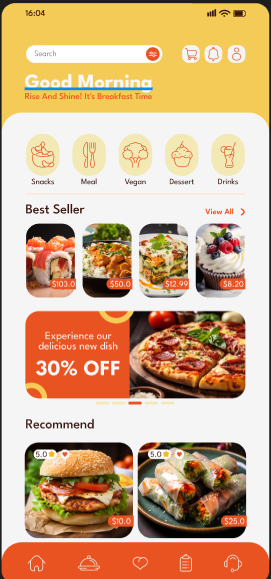 16:04
Search
Good Morning
Rise And Shine! It's Breakfast Time
Snacks
Meal
Vegan
Dessert
Drinks
Best Seller
View All
$103.0
$50.0
$12.99
$8.20
Experience our
delicious new dish
30% OFF
Recommend
5.0
5.0
$10.0
$25.0